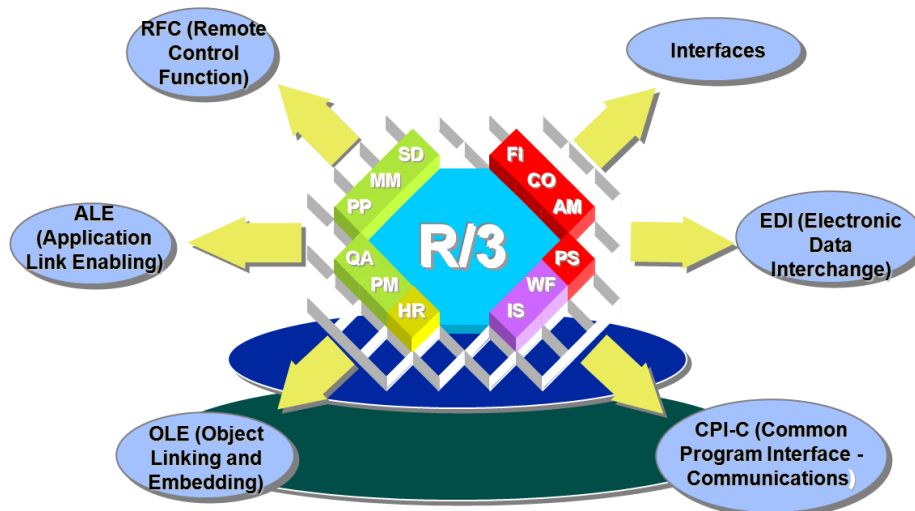 RFC (Remote
Control
Function)
Interfaces
SD
MM
PP
FI
CO
AM
R/3
ALE
(Application
Link Enabling)
EDI (Electronic
Data
Interchange)
QA
PM
HR
PS
WF
IS
OLE (Object
Linking and
Embedding)
CPI-C (Common
Program Interface -
Communications)